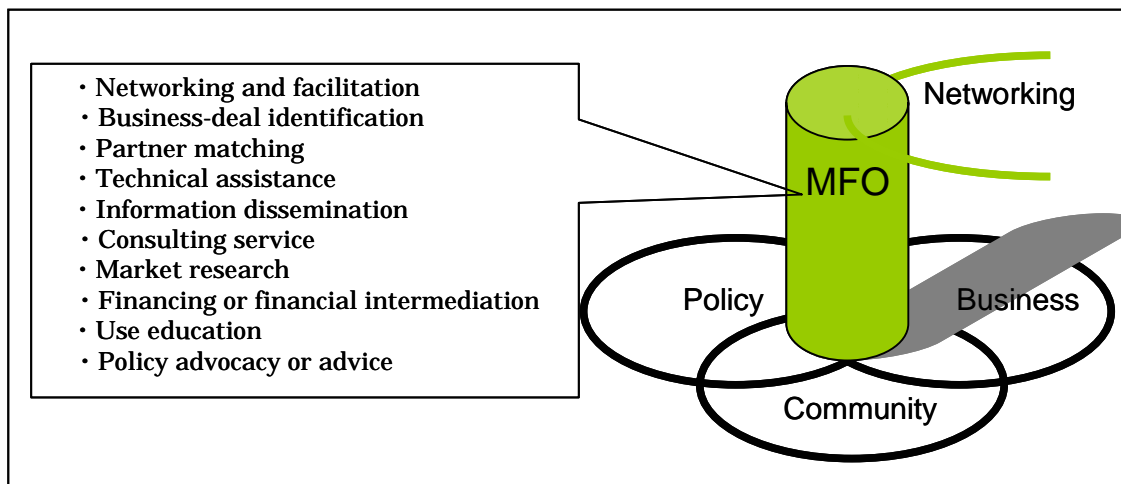 ・Networking and facilitation
・Business-deal identification
・Partner matching
・Technical assistance
・Information dissemination
・Consulting service
・Market research
・Financing or financial intermediation
・Use education
・Policy advocacy or advice
Networking
MFO
Policy
Business
Community